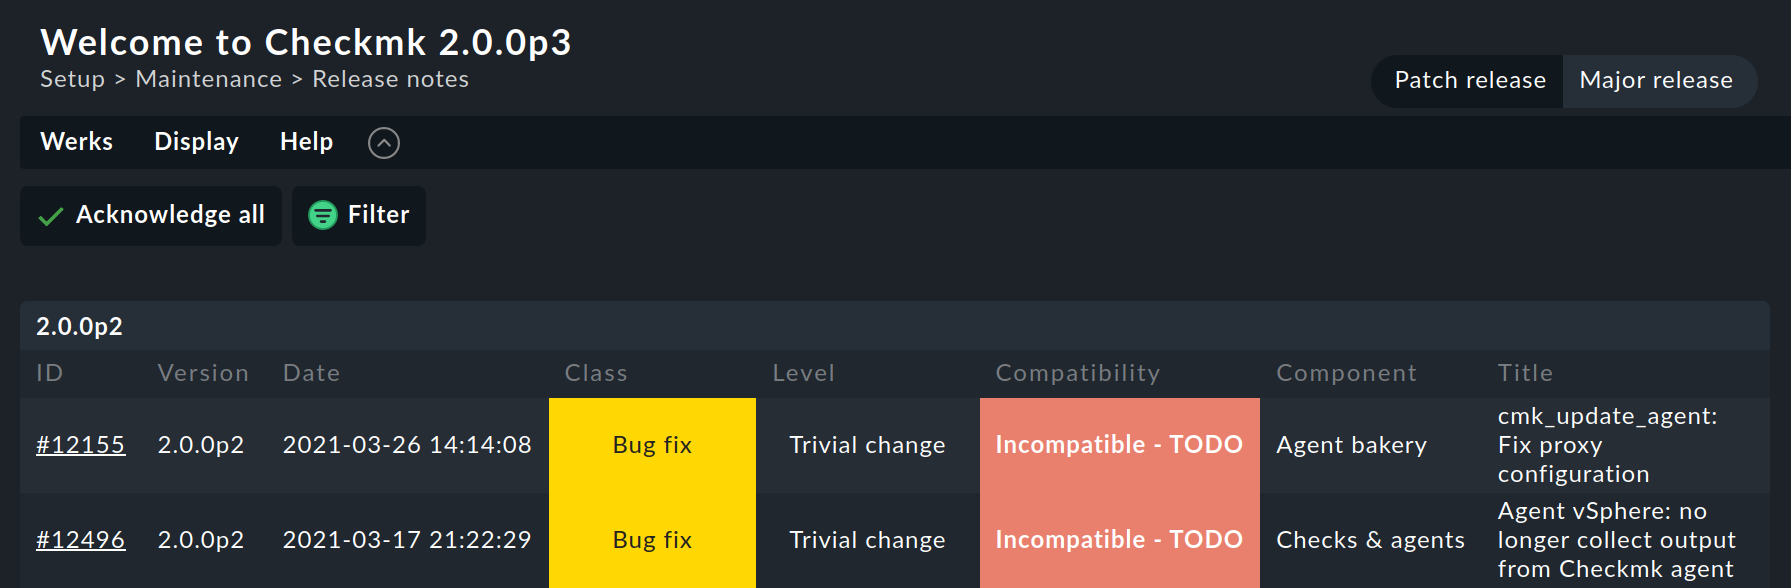 Welcome to Checkmk 2.0.0p3
Setup > Maintenance > Release notes
Patch release Major release
Werks Display Help
Acknowledge all Filter
2.0.0p2
ID Version Date Class Level Compatibility Component Title
#12155 2.0.0p2 2021-03-26 14:14:08 Bug fix Trivial change Incompatible - TODO Agent bakery cmk_update_agent:
Fix proxy
configuration
#12496 2.0.0p2 2021-03-17 21:22:29 Bug fix Trivial change Incompatible - TODO Checks & agents Agent vSphere: no
longer collect output
from Checkmk agent